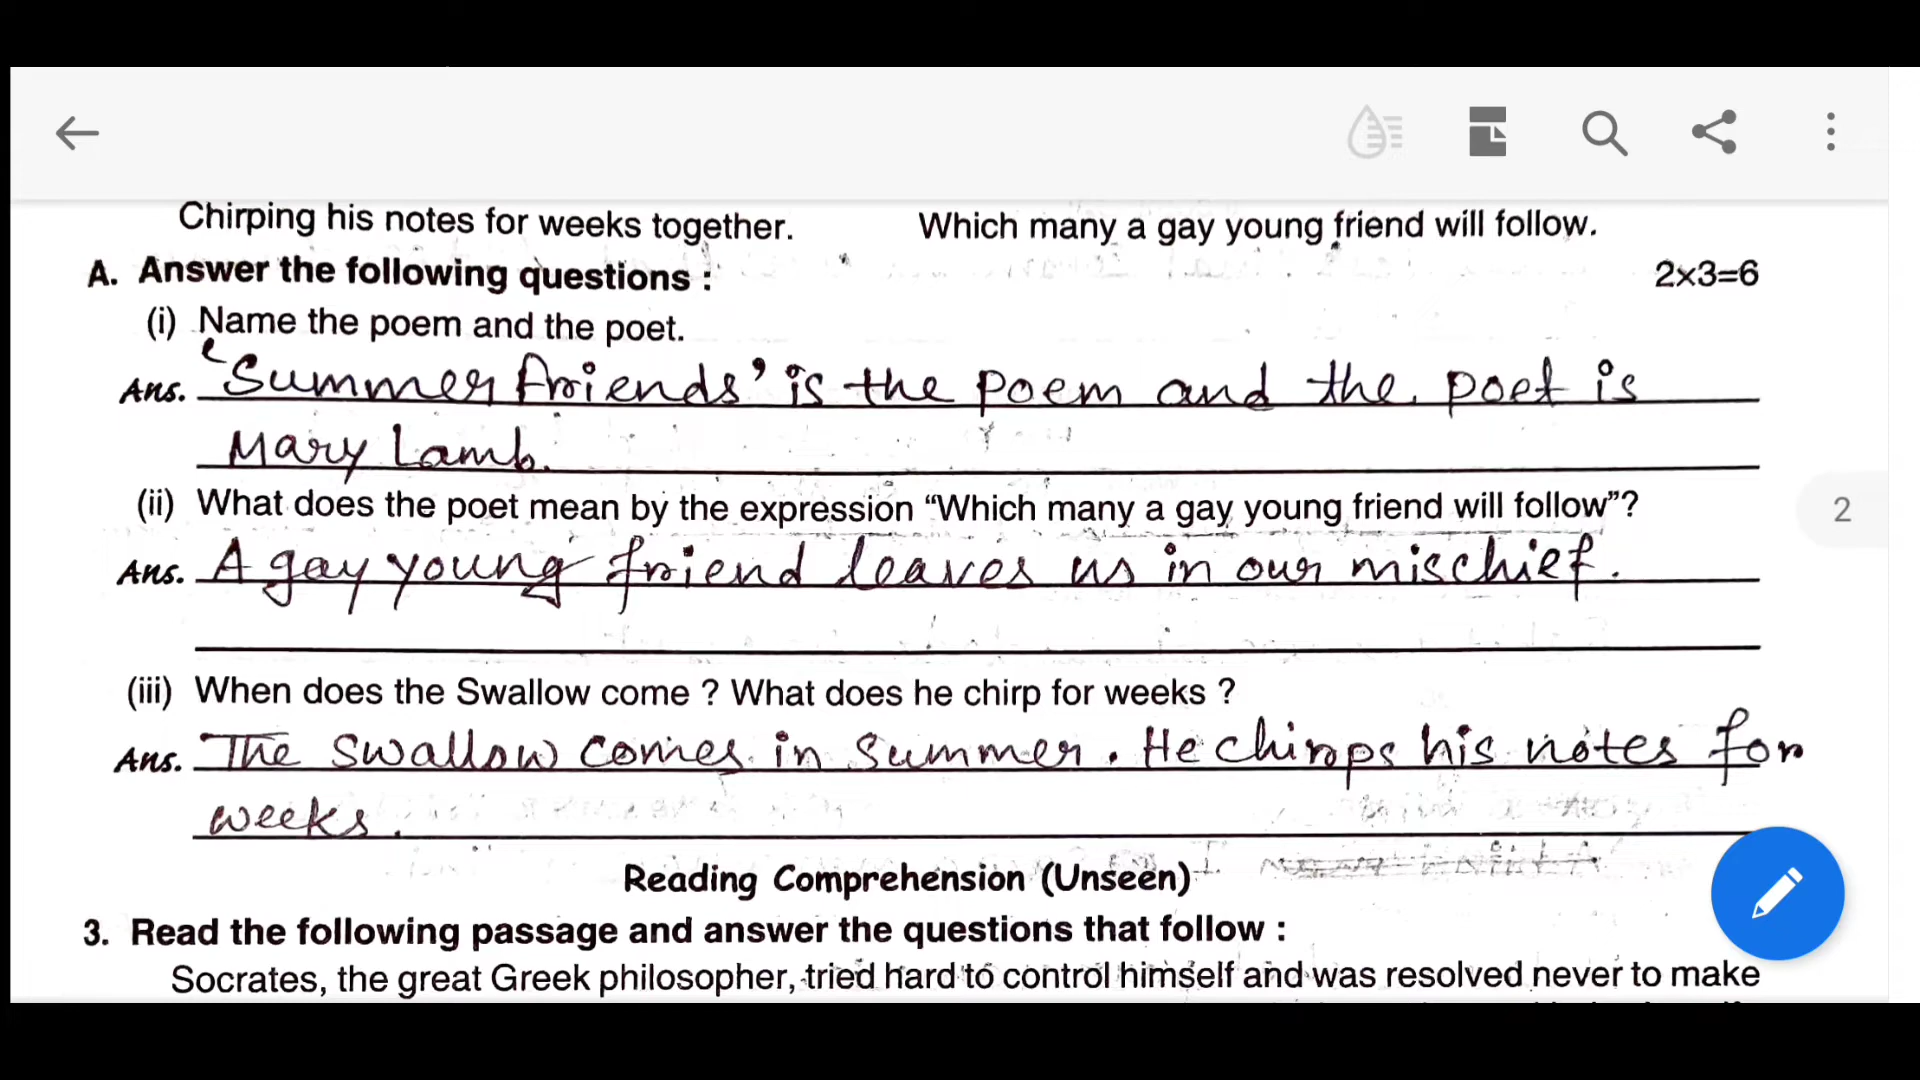 Chirping his notes for weeks together. Which many a gay young friend will follow.
A. Answer the following questions : 2x3=6
(i) Name the poem and the poet.
Ans. 'Summer friends' is the poem and the poet is
Mary Lamb.
(ii) What does the poet mean by the expression “Which many a gay young friend will follow”?
2
Ans. A gay young friend leaves us in our mischief.
(iii) When does the Swallow come ? What does he chirp for weeks ?
Ans. The swallow comes in summer. He chirps his notes for
weeks.
Reading Comprehension (Unseen)
3. Read the following passage and answer the questions that follow :
Socrates, the great Greek philosopher, tried hard to control himself and was resolved never to make